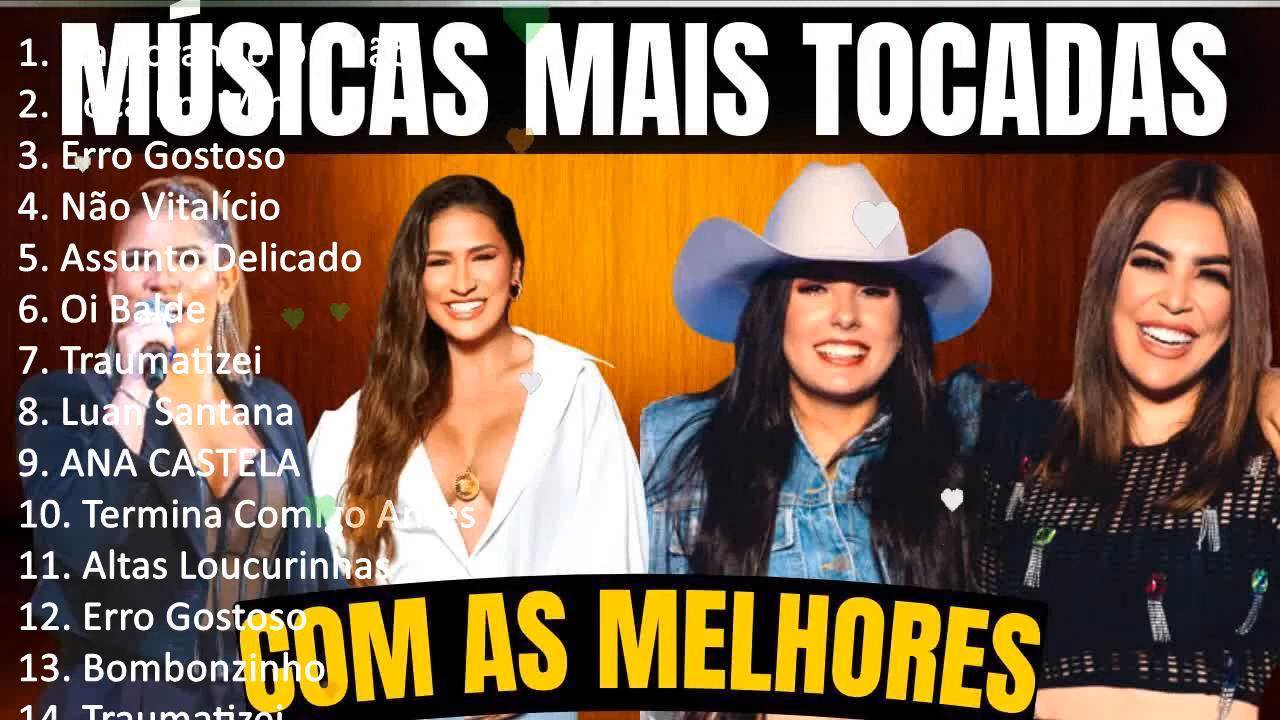 MÚSICAS MAIS TOCADAS
1.
2.
3. Erro Gostoso
4. Não Vitalício
5. Assunto Delicado
6. Oi Balde
7. Traumatizei
8. Luan Santana
9. ANA CASTELA
10. Termina Comigo Antes
11. Altas Loucurinhas
12. Erro Gostoso
13. Bombonzinho
14. Traumatizei
COM AS MELHORES